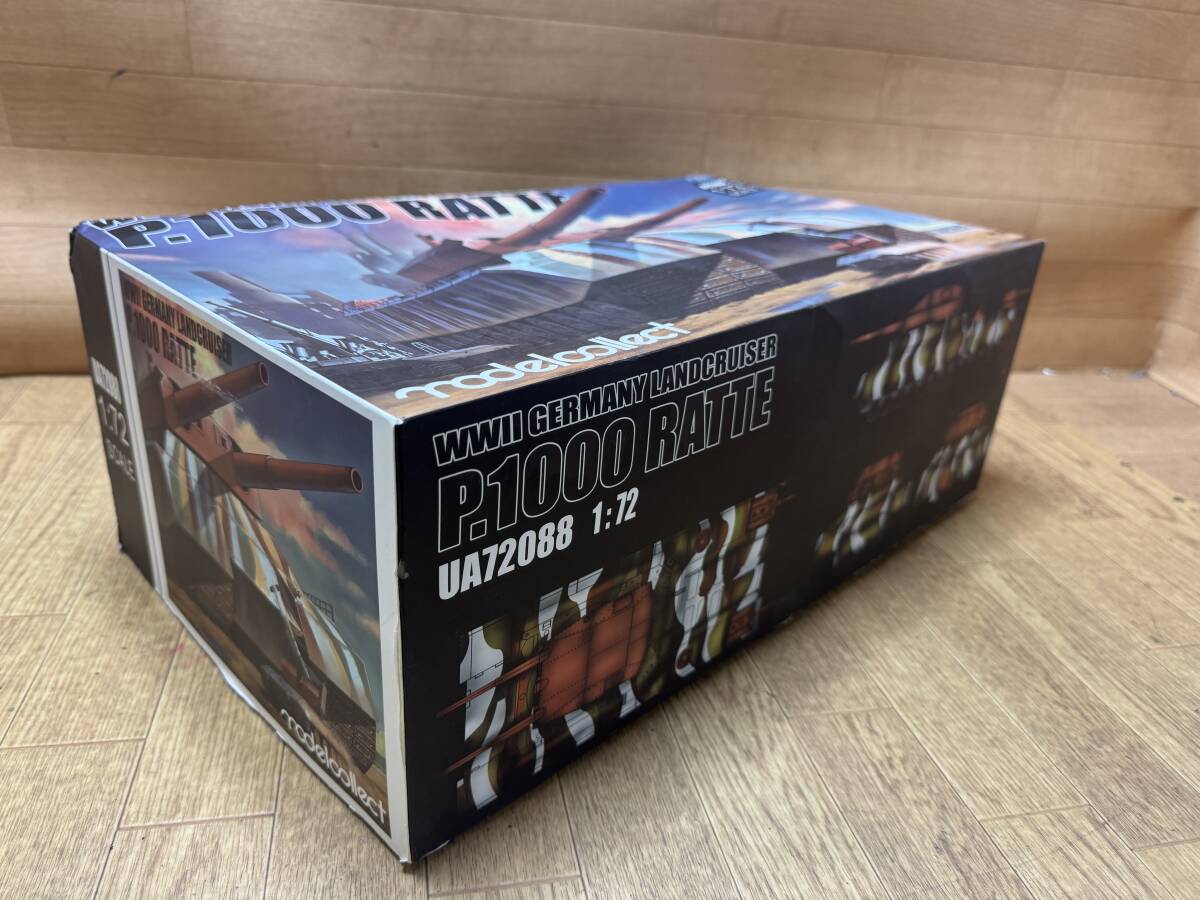 P.1000 RATTE
modelcollect
WWII GERMANY LANDCRUISER
P.1000 RATTE
UA72088
1:72
SCALE
modelcollect
WWII GERMANY LANDCRUISER
P.1000 RATTE
UA72088 1:72